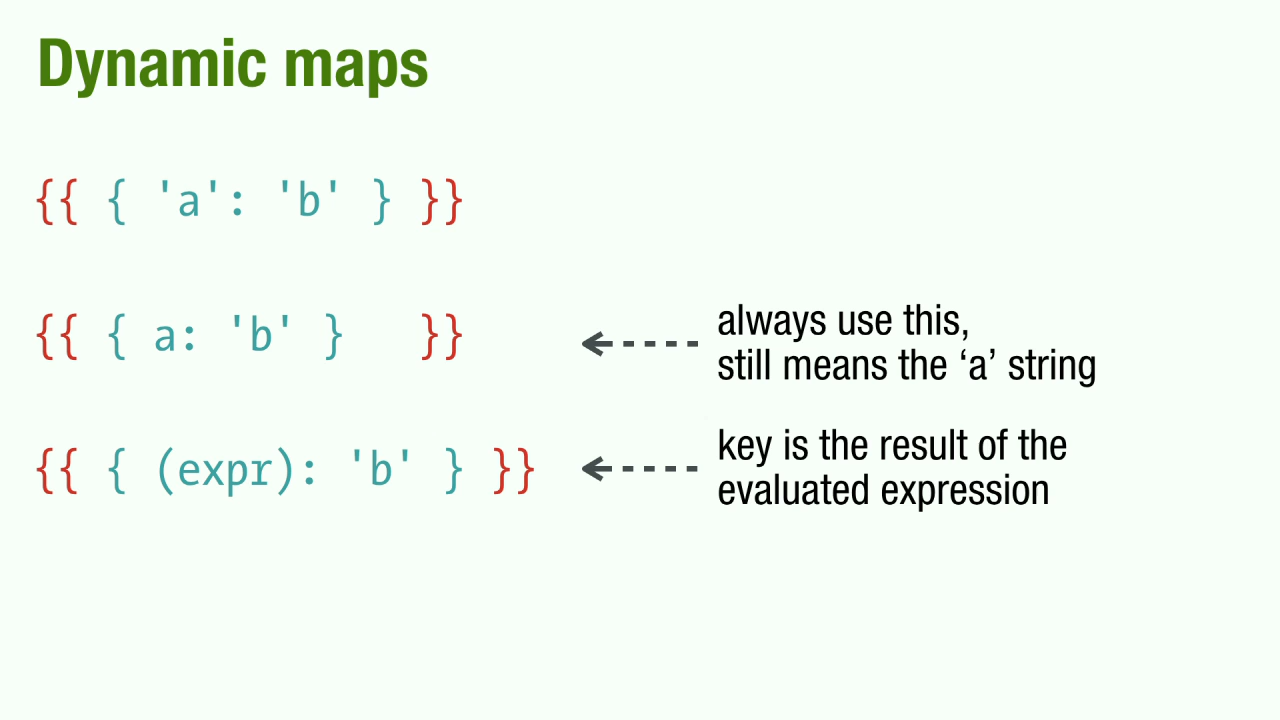 Dynamic maps
{{ { 'a': 'b' } }}
{{ { a: 'b' }   }}
always use this,
still means the ‘a’ string
{{ { (expr): 'b' } }}
key is the result of the
evaluated expression